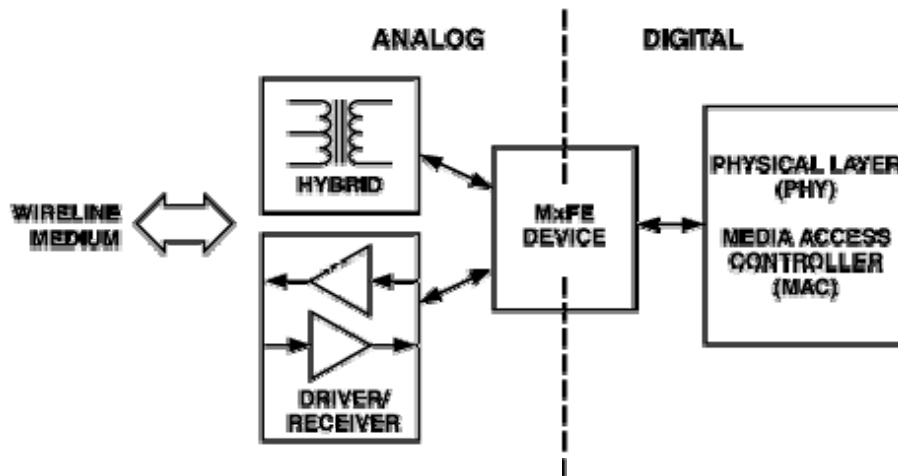 ANALOG
DIGITAL
HYBRID
WIRELINE
MEDIUM
DRIVER/
RECEIVER
MxFE
DEVICE
PHYSICAL LAYER
(PHY)
MEDIA ACCESS
CONTROLLER
(MAC)